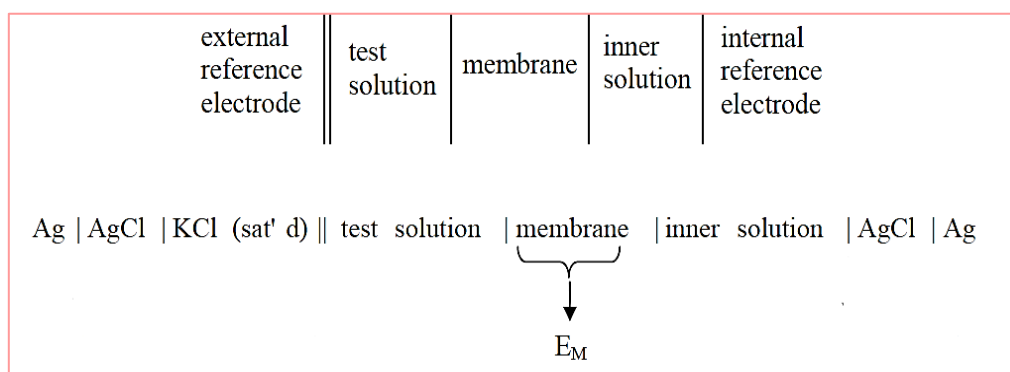 external
reference
electrode
test
solution
membrane
inner
solution
internal
reference
electrode
Ag | AgCl | KCl (sat' d) || test solution | membrane | inner solution | AgCl | Ag
E_M